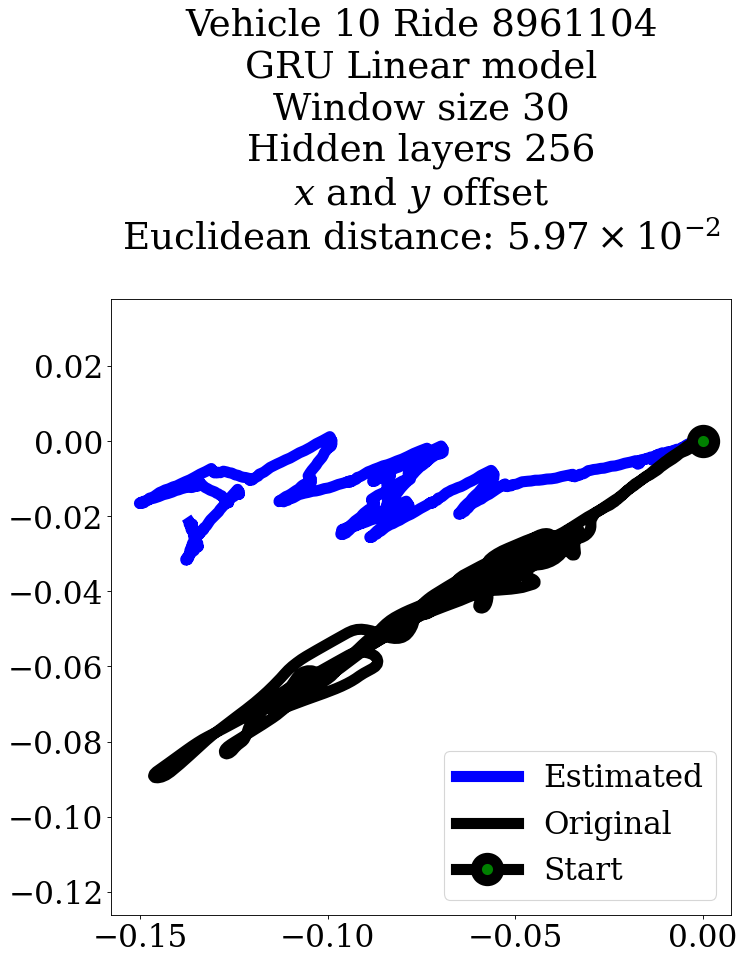 Vehicle 10 Ride 8961104
GRU Linear model
Window size 30
Hidden layers 256
x and y offset
Euclidean distance: 5.97 × 10⁻²
0.02
0.00
−0.02
−0.04
−0.06
−0.08
−0.10
−0.12
−0.15
−0.10
−0.05
0.00
Estimated
Original
Start